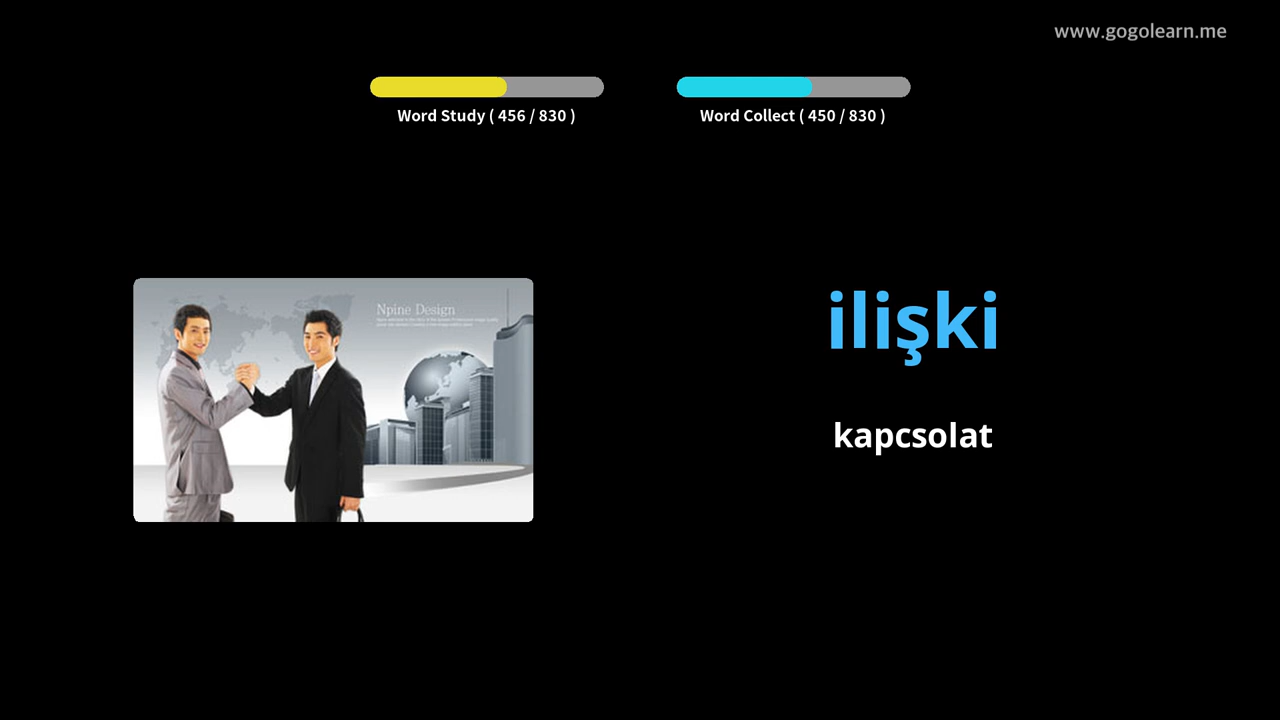 www.gogolearn.me
Word Study ( 456 / 830 )
Word Collect ( 450 / 830 )
Npine Design
ilişki
kapcsolat